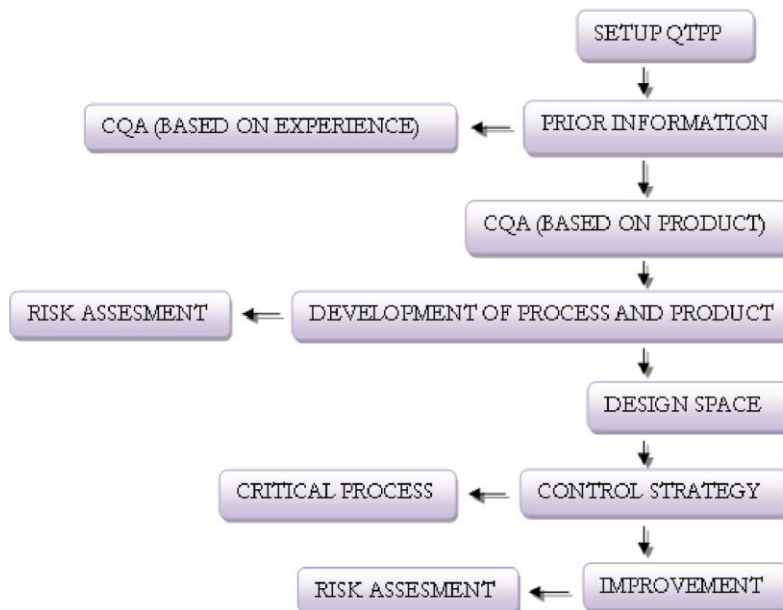 SETUP QTPP
CQA (BASED ON EXPERIENCE)
PRIOR INFORMATION
CQA (BASED ON PRODUCT)
RISK ASSESMENT
DEVELOPMENT OF PROCESS AND PRODUCT
DESIGN SPACE
CRITICAL PROCESS
CONTROL STRATEGY
RISK ASSESMENT
IMPROVEMENT